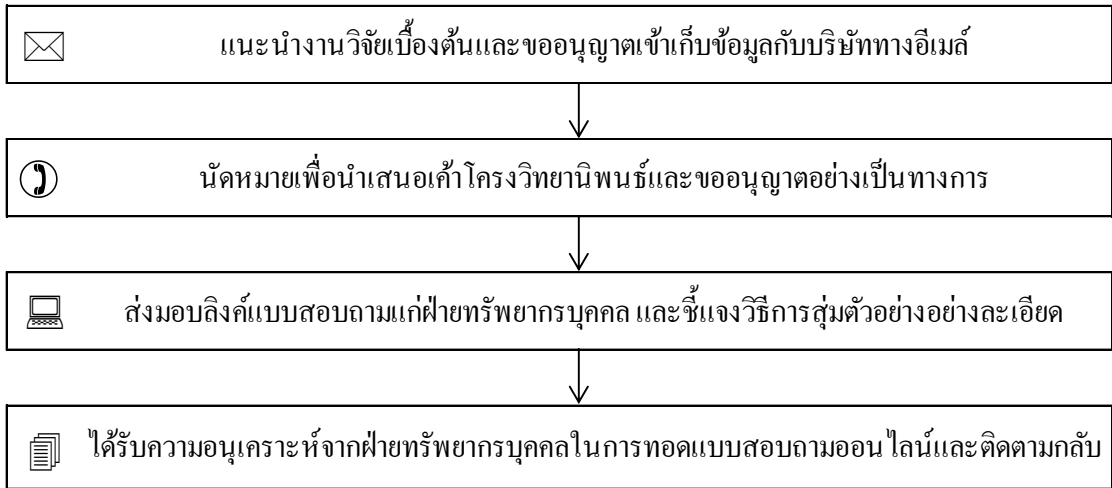 แนะนำงานวิจัยเบื้องต้นและขออนุญาตเข้าเก็บข้อมูลกับบริษัททางอีเมล์
นัดหมายเพื่อนำเสนอเค้าโครงวิทยานิพนธ์และขออนุญาตอย่างเป็นทางการ
ส่งมอบลิงค์แบบสอบถามแก่ฝ่ายทรัพยากรบุคคล และชี้แจงวิธีการสุ่มตัวอย่างอย่างละเอียด
ได้รับความอนุเคราะห์จากฝ่ายทรัพยากรบุคคลในการทอดแบบสอบถามออนไลน์และติดตามกลับ